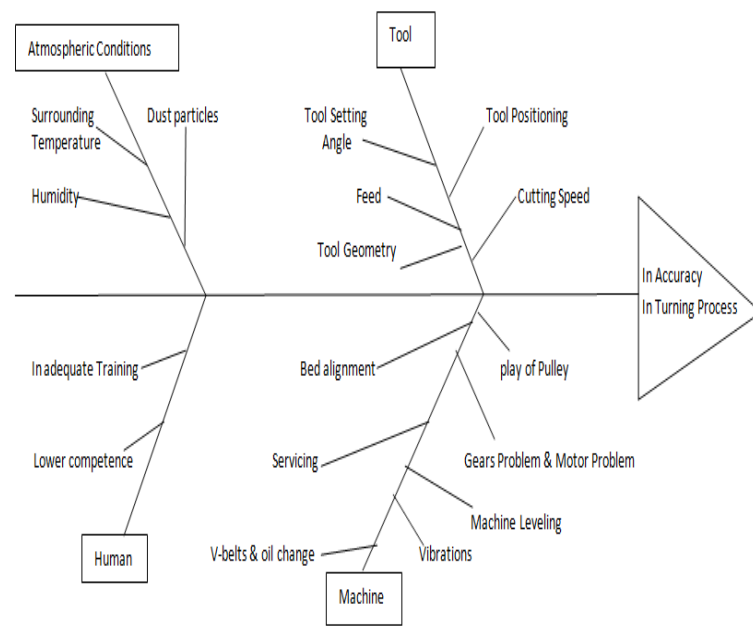 Atmospheric Conditions
Tool
Surrounding
Temperature
Dust particles
Humidity
Tool Setting
Angle
Tool Positioning
Feed
Cutting Speed
Tool Geometry
In Accuracy
In Turning Process
In adequate Training
Lower competence
Human
Bed alignment
play of Pulley
Servicing
Gears Problem & Motor Problem
Machine Leveling
V-belts & oil change
Vibrations
Machine